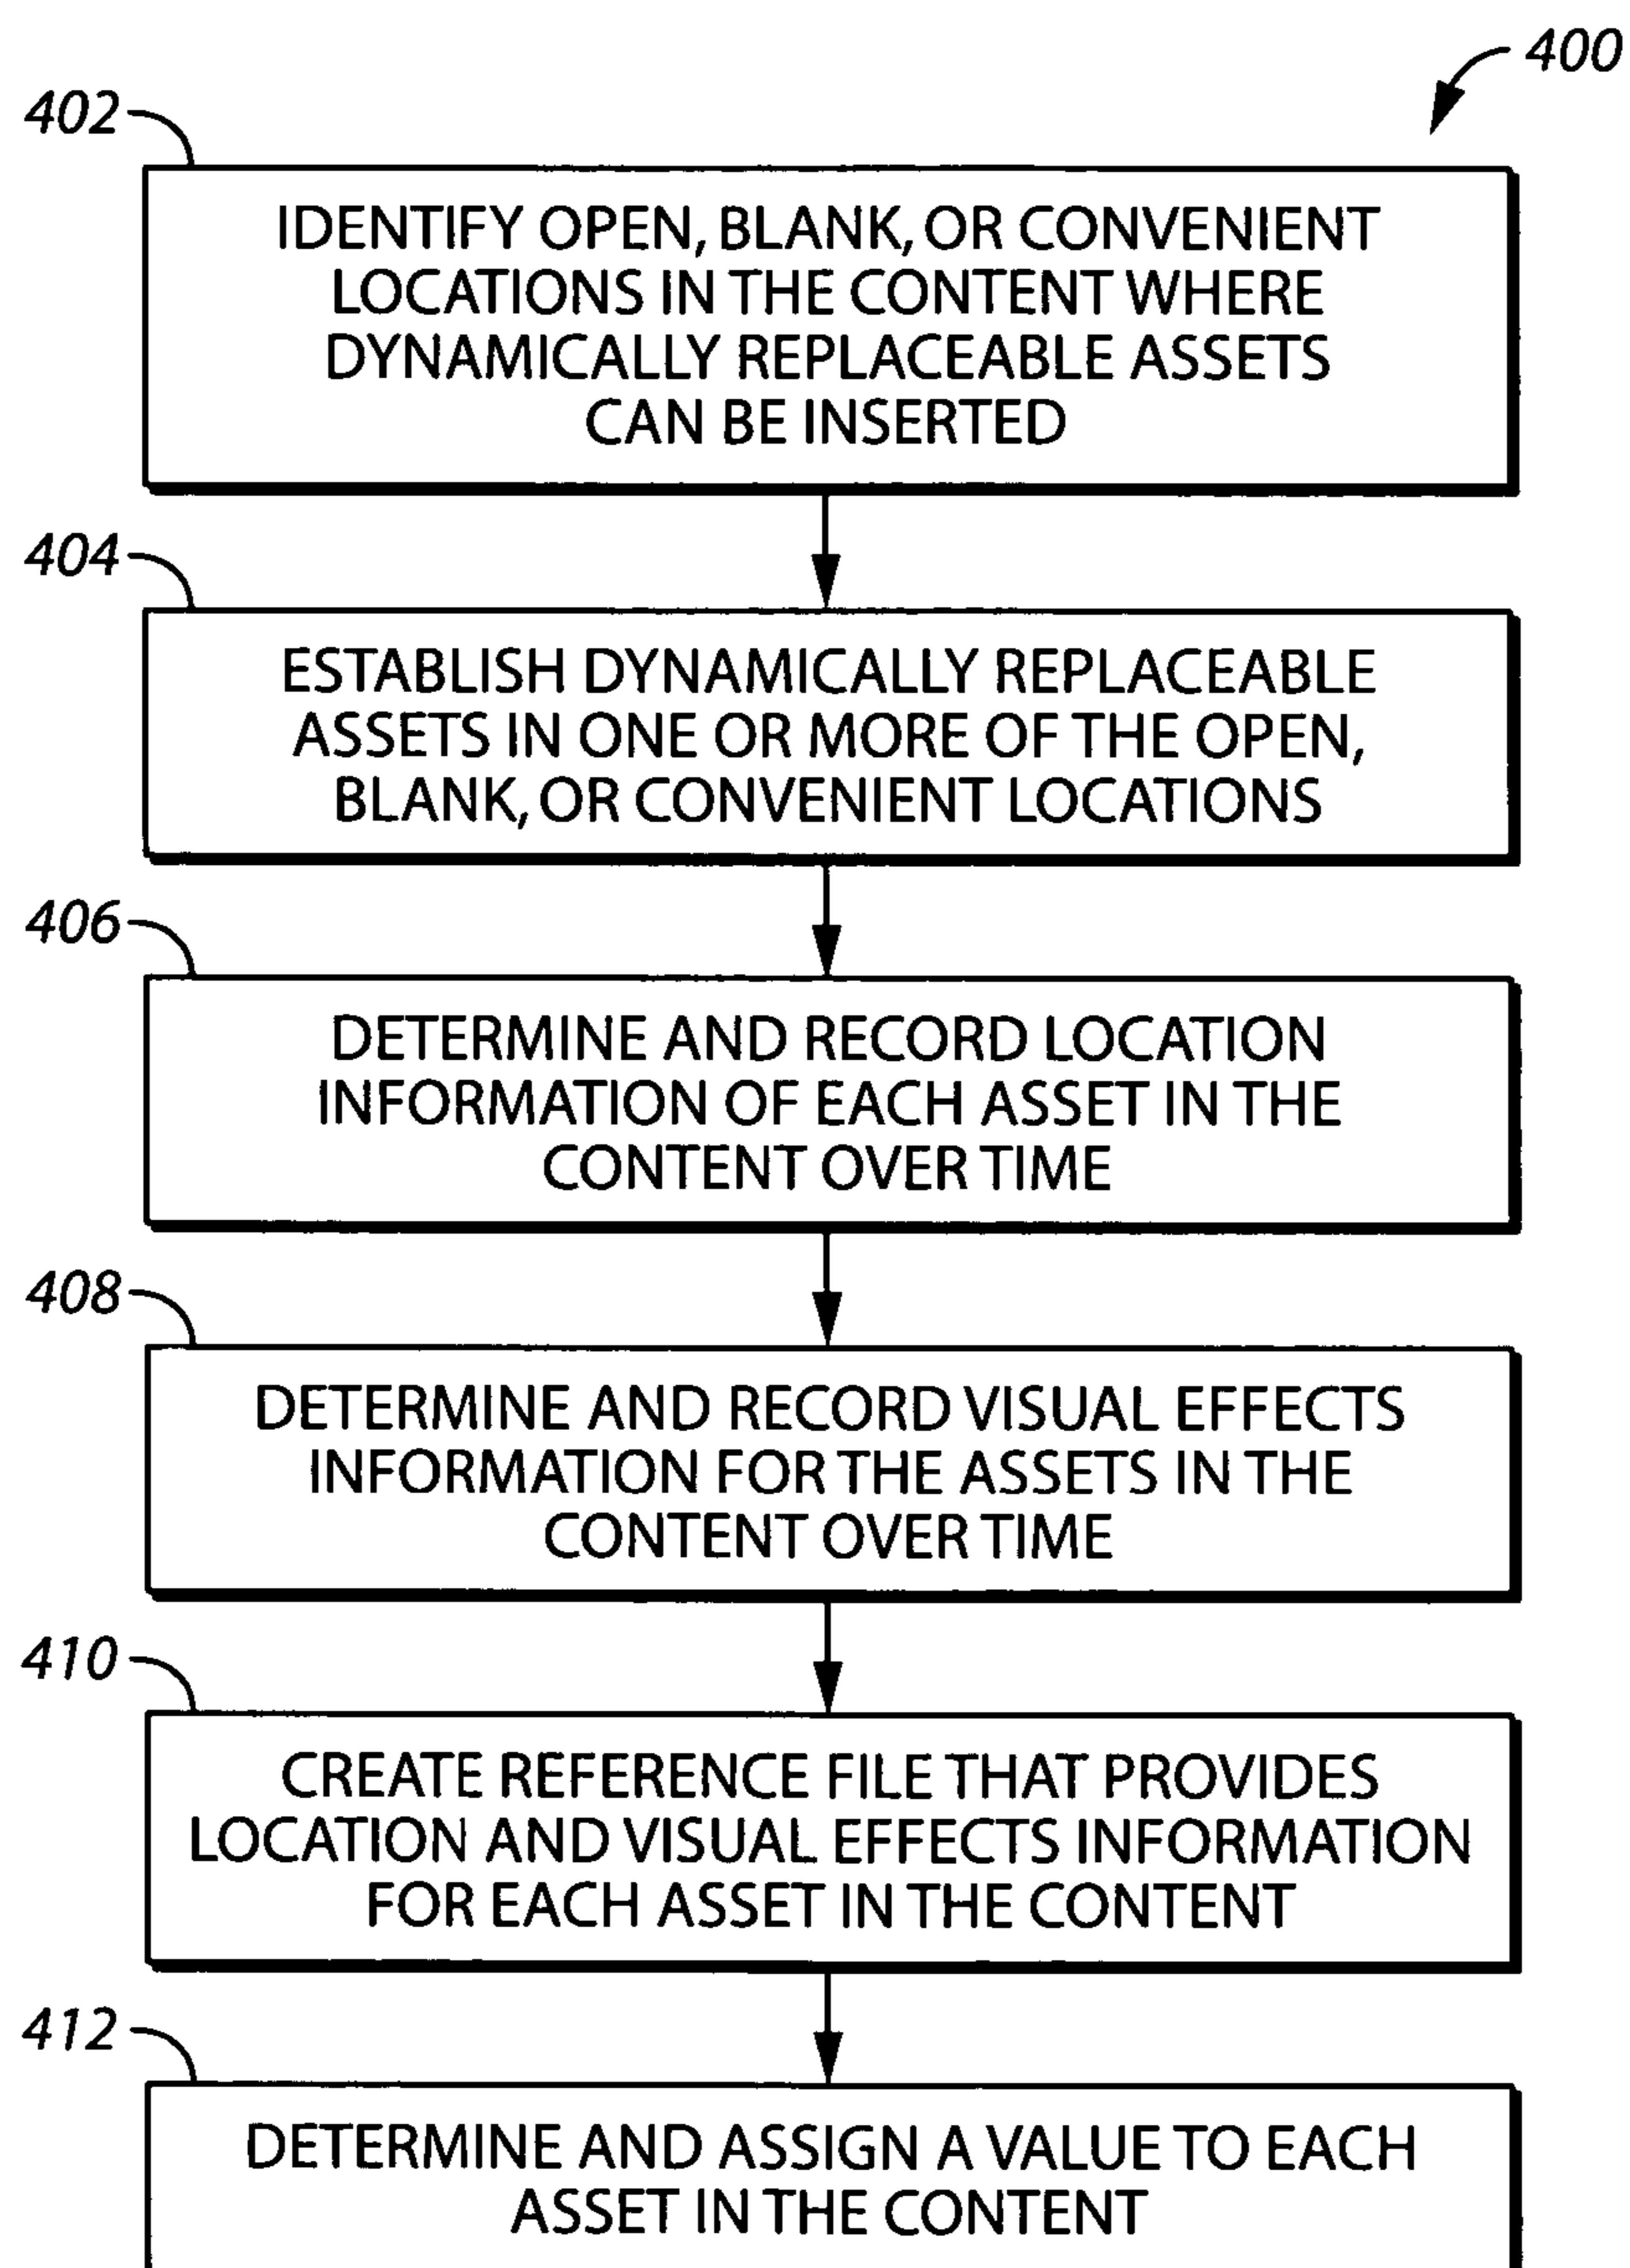 400
402
IDENTIFY OPEN, BLANK, OR CONVENIENT
LOCATIONS IN THE CONTENT WHERE
DYNAMICALLY REPLACEABLE ASSETS
CAN BE INSERTED
404
ESTABLISH DYNAMICALLY REPLACEABLE
ASSETS IN ONE OR MORE OF THE OPEN,
BLANK, OR CONVENIENT LOCATIONS
406
DETERMINE AND RECORD LOCATION
INFORMATION OF EACH ASSET IN THE
CONTENT OVER TIME
408
DETERMINE AND RECORD VISUAL EFFECTS
INFORMATION FOR THE ASSETS IN THE
CONTENT OVER TIME
410
CREATE REFERENCE FILE THAT PROVIDES
LOCATION AND VISUAL EFFECTS INFORMATION
FOR EACH ASSET IN THE CONTENT
412
DETERMINE AND ASSIGN A VALUE TO EACH
ASSET IN THE CONTENT